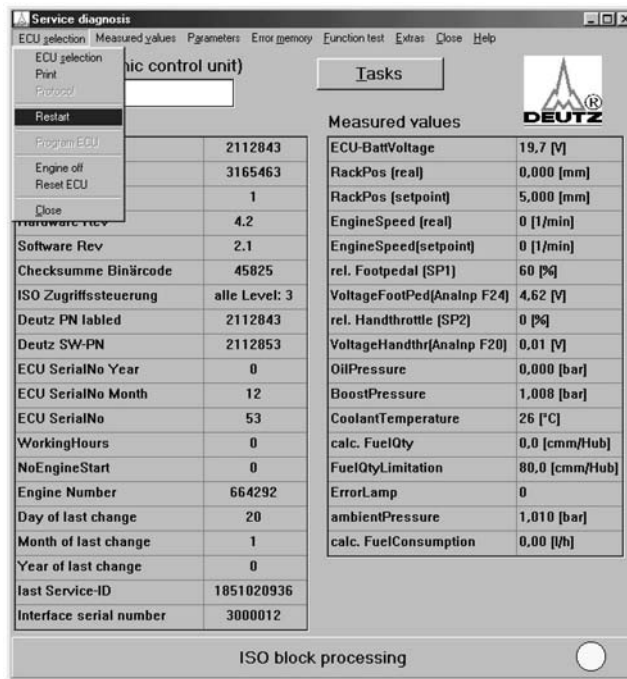 Service diagnosis
ECU selection Measured values Parameters Error memory Function test Extras Close Help
ECU selection
Print
Protocol
Restart
Program ECU
Engine off
Reset ECU
Close
nic control unit)
Tasks
DEUTZ ®
2112843
3165463
1
Hardware Rev 4.2
Software Rev 2.1
Checksumme Binärcode 45825
ISO Zugriffssteuerung alle Level: 3
Deutz PN labled 2112843
Deutz SW-PN 2112853
ECU SerialNo Year 0
ECU SerialNo Month 12
ECU SerialNo 53
WorkingHours 0
NoEngineStart 0
Engine Number 664292
Day of last change 20
Month of last change 1
Year of last change 0
last Service-ID 1851020936
Interface serial number 3000012
Measured values
ECU-BattVoltage 19,7 [V]
RackPos (real) 0,000 [mm]
RackPos (setpoint) 5,000 [mm]
EngineSpeed (real) 0 [1/min]
EngineSpeed(setpoint) 0 [1/min]
rel. Footpedal (SP1) 60 [%]
VoltageFootPed(AnaInp F24) 4,62 [V]
rel. Handthrottle (SP2) 0 [%]
VoltageHandthr(AnaInp F20) 0,01 [V]
OilPressure 0,000 [bar]
BoostPressure 1,008 [bar]
CoolantTemperature 26 [°C]
calc. FuelQty 0,0 [cmm/Hub]
FuelQtyLimitation 80,0 [cmm/Hub]
ErrorLamp 0
ambientPressure 1,010 [bar]
calc. FuelConsumption 0,00 [l/h]
ISO block processing